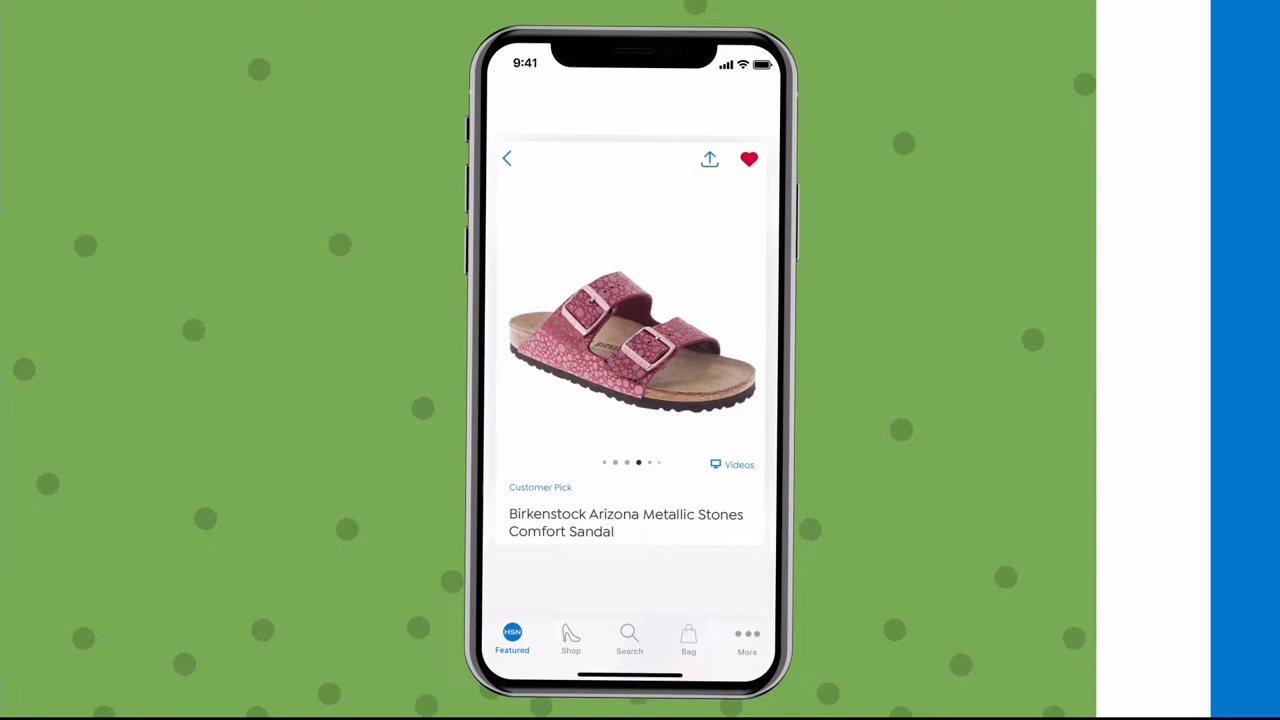 9:41
Videos
Customer Pick
Birkenstock Arizona Metallic Stones
Comfort Sandal
HSN
Featured
Shop
Search
Bag
More